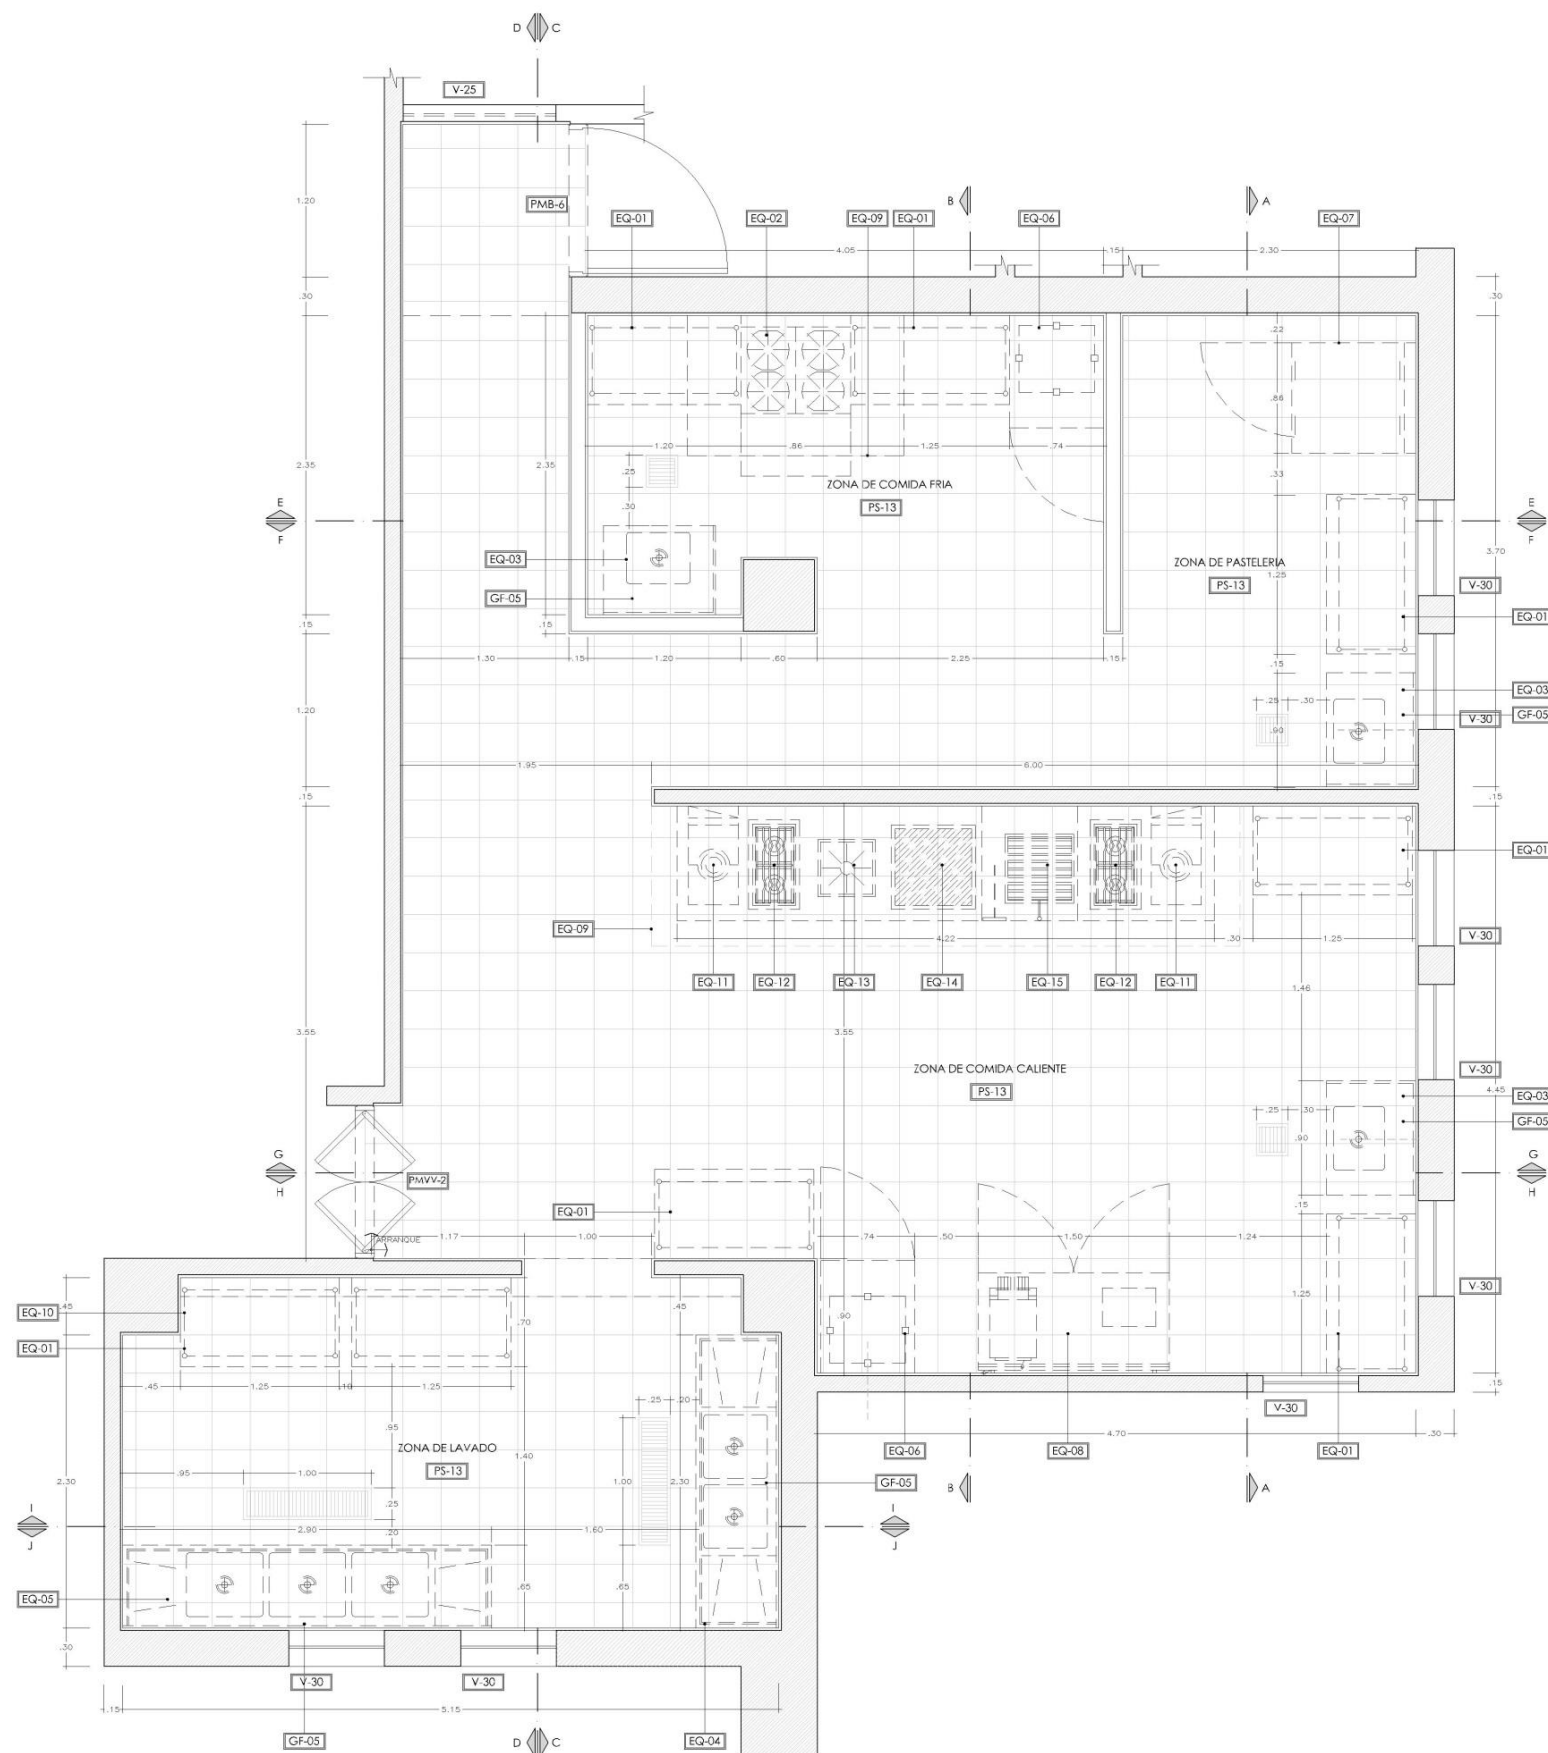 D C
V-25
1.20
PMB-6
B A
EQ-01 EQ-02 EQ-09 EQ-01 EQ-06 EQ-07
4.05 .15 2.30
.30 .30
.22
.86
2.35 2.35
1.20 .86 1.25 .74
.25
.33
ZONA DE COMIDA FRIA
PS-13
.30
E E
F F
3.70
EQ-03
ZONA DE PASTELERIA
1.25
PS-13
V-30
GF-05
EQ-01
.15 .15
1.30 .15 1.20 .60 2.25 .15
.15
EQ-03
.25 .30
GF-05
1.20
V-30
.90
1.95 6.00
.15 .15
EQ-01
EQ-09
V-30
4.22 .30 1.25
EQ-11 EQ-12 EQ-13 EQ-14 EQ-15 EQ-12 EQ-11
1.46
3.55 3.55
ZONA DE COMIDA CALIENTE
PS-13
V-30
4.45
EQ-03
.25 .30
GF-05
.90
G G
H H
PMVV-2
.15
EQ-01
ARRANQUE
1.17 1.00
.74 .50 1.50 1.24
V-30
1.25
EQ-10
.45 .45
.70
.90
EQ-01
.45 1.25 .10 1.25
.25 .20
.15
V-30
.95
4.70 .30
ZONA DE LAVADO
PS-13
1.40
EQ-06 EQ-08 EQ-01
.95 1.00
2.30 1.00 2.30
GF-05
B A
.25
.20
I I
J J
2.90 1.60
EQ-05
.65 .65
.30
V-30 V-30
.15 5.15
GF-05 EQ-04
D C